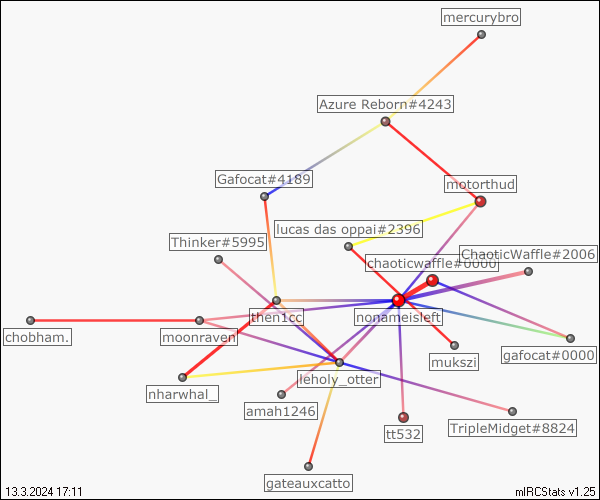 mercurybro
Azure Reborn#4243
Gafocat#4189
motorthud
lucas das oppai#2396
Thinker#5995
ChaoticWaffle#2006
chaoticwaffle#0000
then1cc
nonameisleft
chobham.
moonraven
mukszi
gafocat#0000
leholy_otter
nharwhal_
amah1246
tt532
TripleMidget#8824
gateauxcatto
13.3.2024 17:11
mIRCStats v1.25